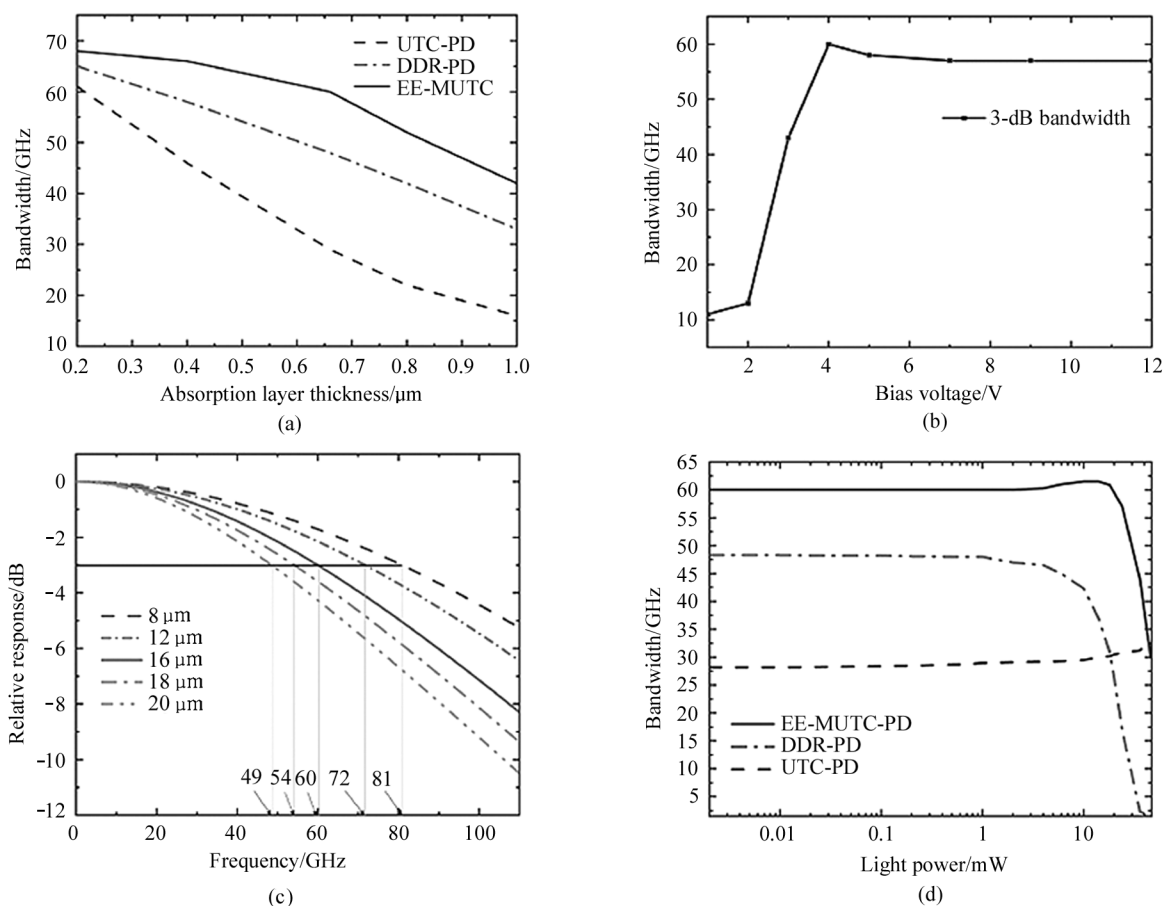 70
60
50
40
30
20
10
Bandwidth/GHz
UTC-PD
DDR-PD
EE-MUTC
0.2 0.3 0.4 0.5 0.6 0.7 0.8 0.9 1.0
Absorption layer thickness/μm
(a)
60
50
40
30
20
10
Bandwidth/GHz
3-dB bandwidth
2 4 6 8 10 12
Bias voltage/V
(b)
0
−2
−4
−6
−8
−10
−12
Relative response/dB
8 μm
12 μm
16 μm
18 μm
20 μm
49 54 60 72 81
0 20 40 60 80 100
Frequency/GHz
(c)
65
60
55
50
45
40
35
30
25
20
15
10
5
Bandwidth/GHz
EE-MUTC-PD
DDR-PD
UTC-PD
0.01 0.1 1 10
Light power/mW
(d)